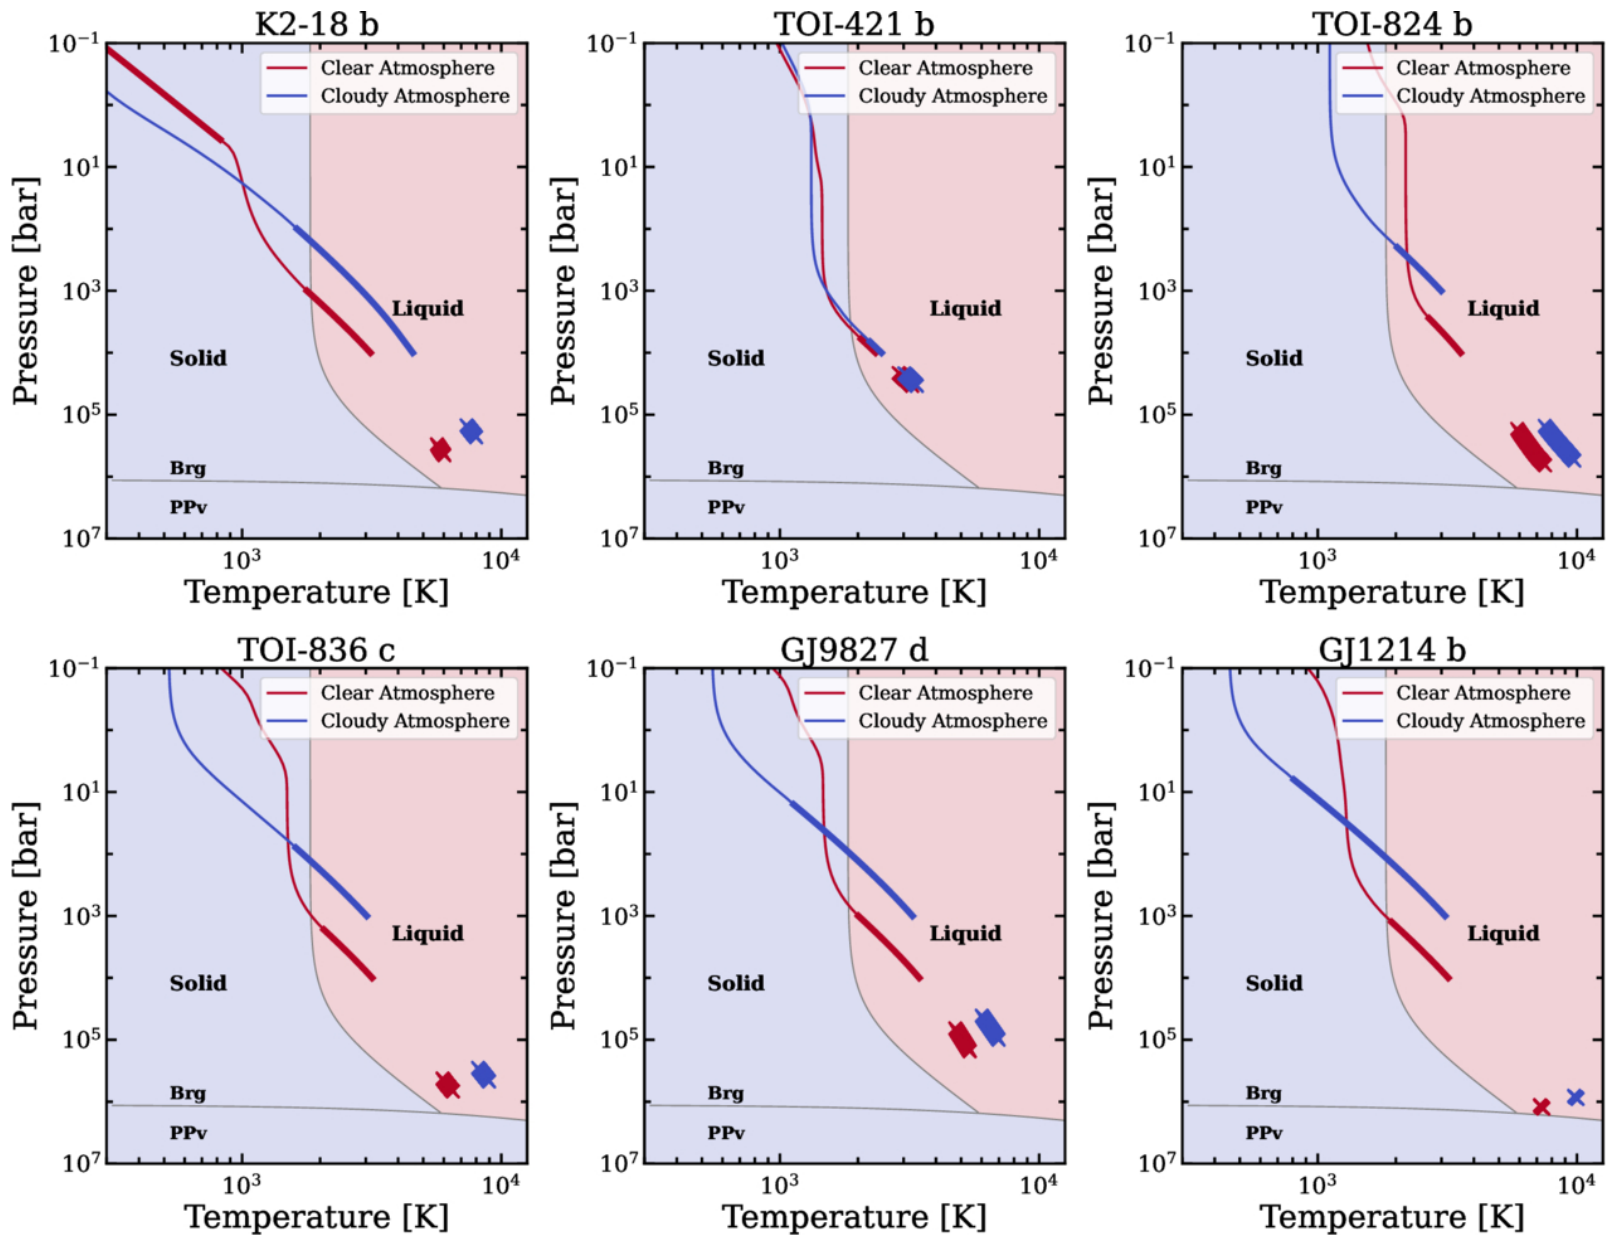 K2-18 b
Clear Atmosphere
Cloudy Atmosphere
Liquid
Solid
Brg
PPv
10⁻¹
10¹
10³
10⁵
10⁷
Pressure [bar]
10³
10⁴
Temperature [K]
TOI-421 b
Clear Atmosphere
Cloudy Atmosphere
Liquid
Solid
Brg
PPv
10⁻¹
10¹
10³
10⁵
10⁷
Pressure [bar]
10³
10⁴
Temperature [K]
TOI-824 b
Clear Atmosphere
Cloudy Atmosphere
Liquid
Solid
Brg
PPv
10⁻¹
10¹
10³
10⁵
10⁷
Pressure [bar]
10³
10⁴
Temperature [K]
TOI-836 c
Clear Atmosphere
Cloudy Atmosphere
Liquid
Solid
Brg
PPv
10⁻¹
10¹
10³
10⁵
10⁷
Pressure [bar]
10³
10⁴
Temperature [K]
GJ9827 d
Clear Atmosphere
Cloudy Atmosphere
Liquid
Solid
Brg
PPv
10⁻¹
10¹
10³
10⁵
10⁷
Pressure [bar]
10³
10⁴
Temperature [K]
GJ1214 b
Clear Atmosphere
Cloudy Atmosphere
Liquid
Solid
Brg
PPv
10⁻¹
10¹
10³
10⁵
10⁷
Pressure [bar]
10³
10⁴
Temperature [K]